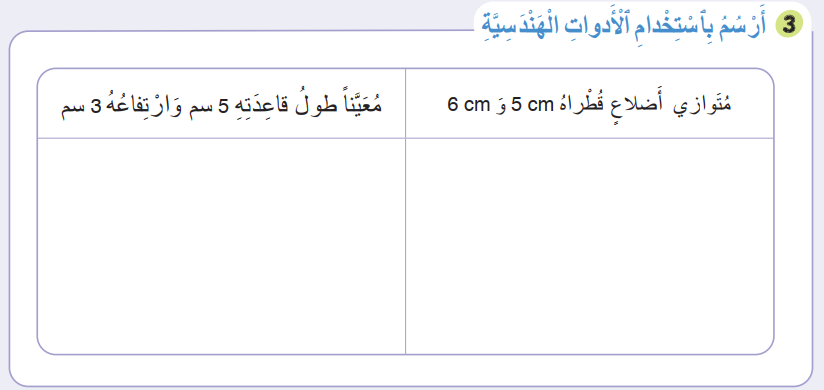 3 أَرْسُمُ بِٱسْتِخْدامِ ٱلْأَدواتِ الْهَنْدَسِيَّةِ
مُتَوازي أَضلاعٍ قُطْراهُ 5 cm وَ 6 cm
مُعَيَّناً طولُ قاعِدَتِهِ 5 سم وَارْتِفاعُهُ 3 سم